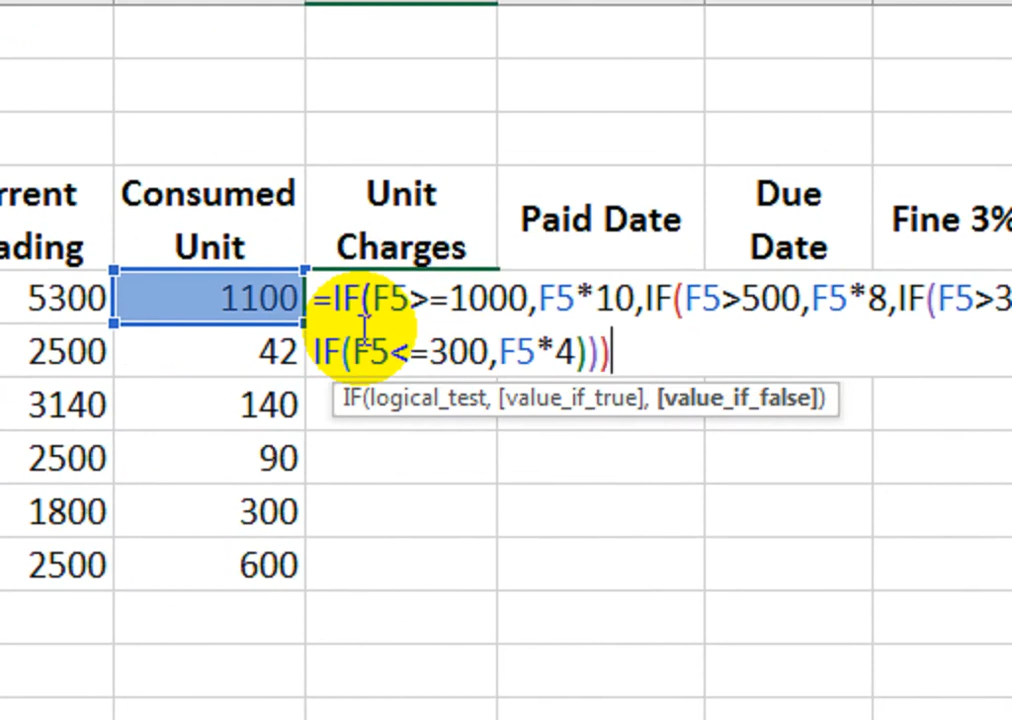 rrent Consumed Unit Paid Date Due Fine 3%
ading Unit Charges Date
5300 1100 =IF(F5>=1000,F5*10,IF(F5>500,F5*8,IF(F5>3
2500 42 IF(F5<=300,F5*4)))
IF(logical_test, [value_if_true], [value_if_false])
3140 140
2500 90
1800 300
2500 600